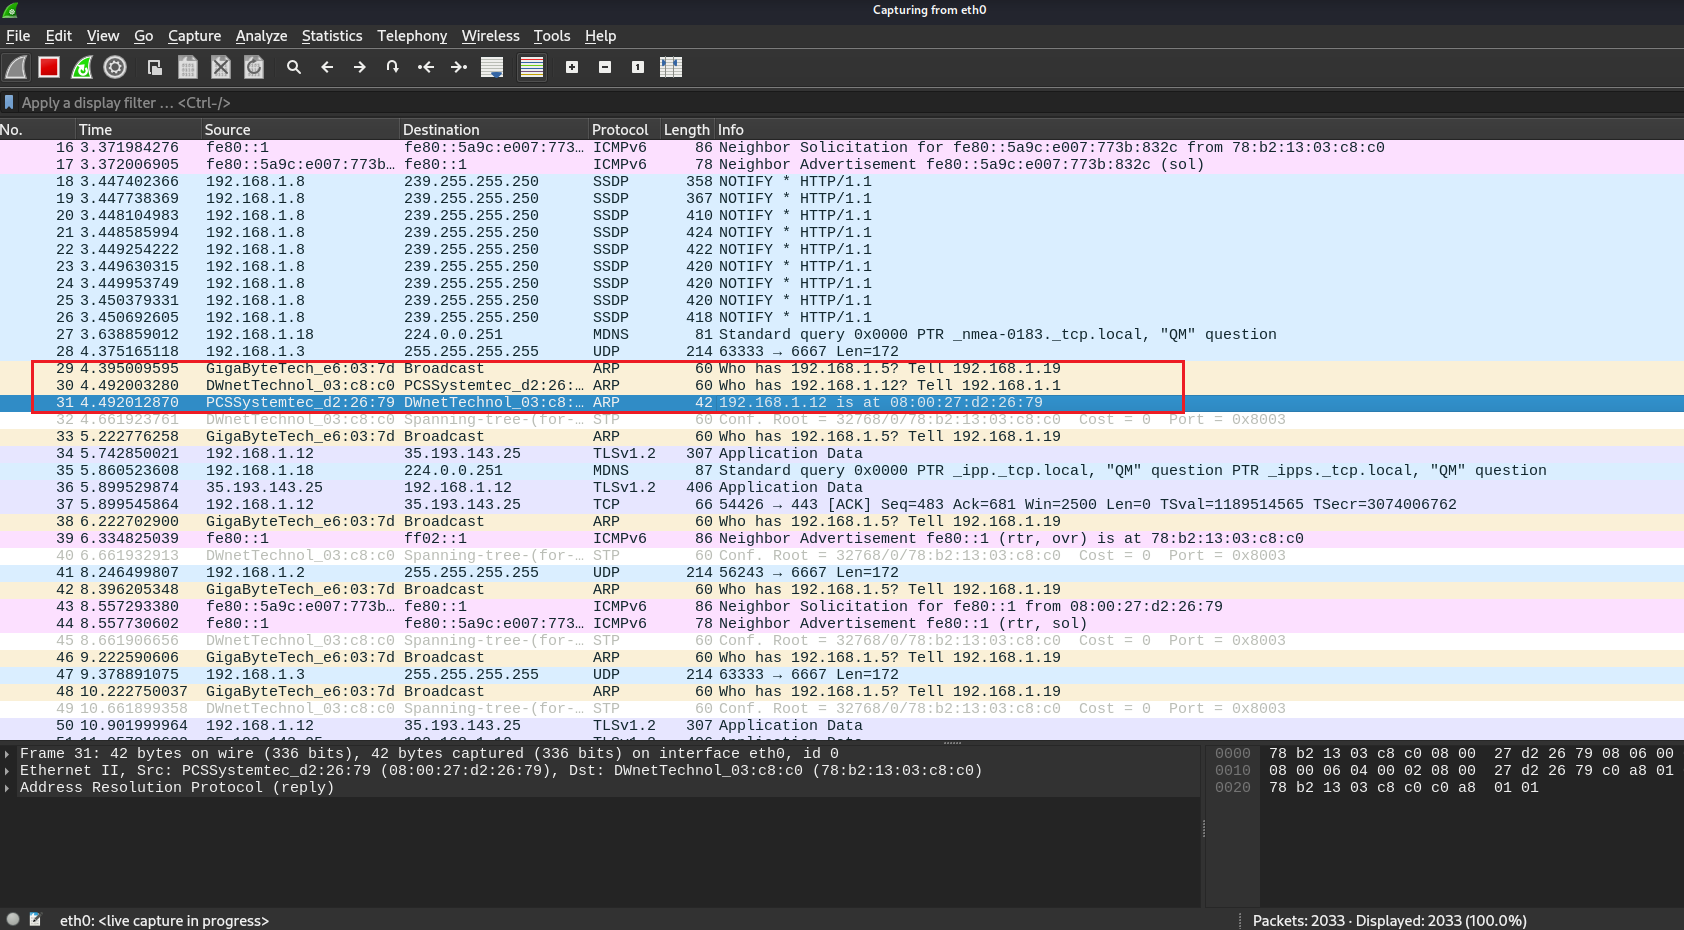 Capturing from eth0
File Edit View Go Capture Analyze Statistics Telephony Wireless Tools Help
Apply a display filter … <Ctrl-/>
No. Time Source Destination Protocol Length Info
16 3.371984276 fe80::1 fe80::5a9c:e007:773… ICMPv6 86 Neighbor Solicitation for fe80::5a9c:e007:773b:832c from 78:b2:13:03:c8:c0
17 3.372006905 fe80::5a9c:e007:773b… fe80::1 ICMPv6 78 Neighbor Advertisement fe80::5a9c:e007:773b:832c (sol)
18 3.447402366 192.168.1.8 239.255.255.250 SSDP 358 NOTIFY * HTTP/1.1
19 3.447738369 192.168.1.8 239.255.255.250 SSDP 367 NOTIFY * HTTP/1.1
20 3.448104983 192.168.1.8 239.255.255.250 SSDP 410 NOTIFY * HTTP/1.1
21 3.448585994 192.168.1.8 239.255.255.250 SSDP 424 NOTIFY * HTTP/1.1
22 3.449254222 192.168.1.8 239.255.255.250 SSDP 422 NOTIFY * HTTP/1.1
23 3.449630315 192.168.1.8 239.255.255.250 SSDP 420 NOTIFY * HTTP/1.1
24 3.449953749 192.168.1.8 239.255.255.250 SSDP 420 NOTIFY * HTTP/1.1
25 3.450379331 192.168.1.8 239.255.255.250 SSDP 420 NOTIFY * HTTP/1.1
26 3.450692605 192.168.1.8 239.255.255.250 SSDP 418 NOTIFY * HTTP/1.1
27 3.638859012 192.168.1.18 224.0.0.251 MDNS 81 Standard query 0x0000 PTR _nmea-0183._tcp.local, "QM" question
28 4.375165118 192.168.1.3 255.255.255.255 UDP 214 63333 → 6667 Len=172
29 4.395009595 GigaByteTech_e6:03:7d Broadcast ARP 60 Who has 192.168.1.5? Tell 192.168.1.19
30 4.492003280 DWnetTechnol_03:c8:c0 PCSSystemtec_d2:26:… ARP 60 Who has 192.168.1.12? Tell 192.168.1.1
31 4.492012870 PCSSystemtec_d2:26:79 DWnetTechnol_03:c8:… ARP 42 192.168.1.12 is at 08:00:27:d2:26:79
32 4.661923751 DWnetTechnol_03:c8:c0 Spanning-tree-(for-… STP 60 Conf. Root = 32768/0/78:b2:13:03:c8:c0 Cost = 0 Port = 0x8003
33 5.222776258 GigaByteTech_e6:03:7d Broadcast ARP 60 Who has 192.168.1.5? Tell 192.168.1.19
34 5.742850021 192.168.1.12 35.193.143.25 TLSv1.2 307 Application Data
35 5.860523608 192.168.1.18 224.0.0.251 MDNS 87 Standard query 0x0000 PTR _ipp._tcp.local, "QM" question PTR _ipps._tcp.local, "QM" question
36 5.899529874 35.193.143.25 192.168.1.12 TLSv1.2 406 Application Data
37 5.899545864 192.168.1.12 35.193.143.25 TCP 66 54426 → 443 [ACK] Seq=483 Ack=681 Win=2500 Len=0 TSval=1189514565 TSecr=3074006762
38 6.222702900 GigaByteTech_e6:03:7d Broadcast ARP 60 Who has 192.168.1.5? Tell 192.168.1.19
39 6.334825039 fe80::1 ff02::1 ICMPv6 86 Neighbor Advertisement fe80::1 (rtr, ovr) is at 78:b2:13:03:c8:c0
40 6.661932913 DWnetTechnol_03:c8:c0 Spanning-tree-(for-… STP 60 Conf. Root = 32768/0/78:b2:13:03:c8:c0 Cost = 0 Port = 0x8003
41 8.246499807 192.168.1.2 255.255.255.255 UDP 214 56243 → 6667 Len=172
42 8.396205348 GigaByteTech_e6:03:7d Broadcast ARP 60 Who has 192.168.1.5? Tell 192.168.1.19
43 8.557293380 fe80::5a9c:e007:773b… fe80::1 ICMPv6 86 Neighbor Solicitation for fe80::1 from 08:00:27:d2:26:79
44 8.557730602 fe80::1 fe80::5a9c:e007:773… ICMPv6 78 Neighbor Advertisement fe80::1 (rtr, sol)
45 8.661906656 DWnetTechnol_03:c8:c0 Spanning-tree-(for-… STP 60 Conf. Root = 32768/0/78:b2:13:03:c8:c0 Cost = 0 Port = 0x8003
46 9.222590606 GigaByteTech_e6:03:7d Broadcast ARP 60 Who has 192.168.1.5? Tell 192.168.1.19
47 9.378891075 192.168.1.3 255.255.255.255 UDP 214 63333 → 6667 Len=172
48 10.222750037 GigaByteTech_e6:03:7d Broadcast ARP 60 Who has 192.168.1.5? Tell 192.168.1.19
49 10.661899358 DWnetTechnol_03:c8:c0 Spanning-tree-(for-… STP 60 Conf. Root = 32768/0/78:b2:13:03:c8:c0 Cost = 0 Port = 0x8003
50 10.901999964 192.168.1.12 35.193.143.25 TLSv1.2 307 Application Data
Frame 31: 42 bytes on wire (336 bits), 42 bytes captured (336 bits) on interface eth0, id 0
Ethernet II, Src: PCSSystemtec_d2:26:79 (08:00:27:d2:26:79), Dst: DWnetTechnol_03:c8:c0 (78:b2:13:03:c8:c0)
Address Resolution Protocol (reply)
0000 78 b2 13 03 c8 c0 08 00 27 d2 26 79 08 06 00
0010 08 00 06 04 00 02 08 00 27 d2 26 79 c0 a8 01
0020 78 b2 13 03 c8 c0 c0 a8 01 01
eth0: <live capture in progress>
Packets: 2033 · Displayed: 2033 (100.0%)